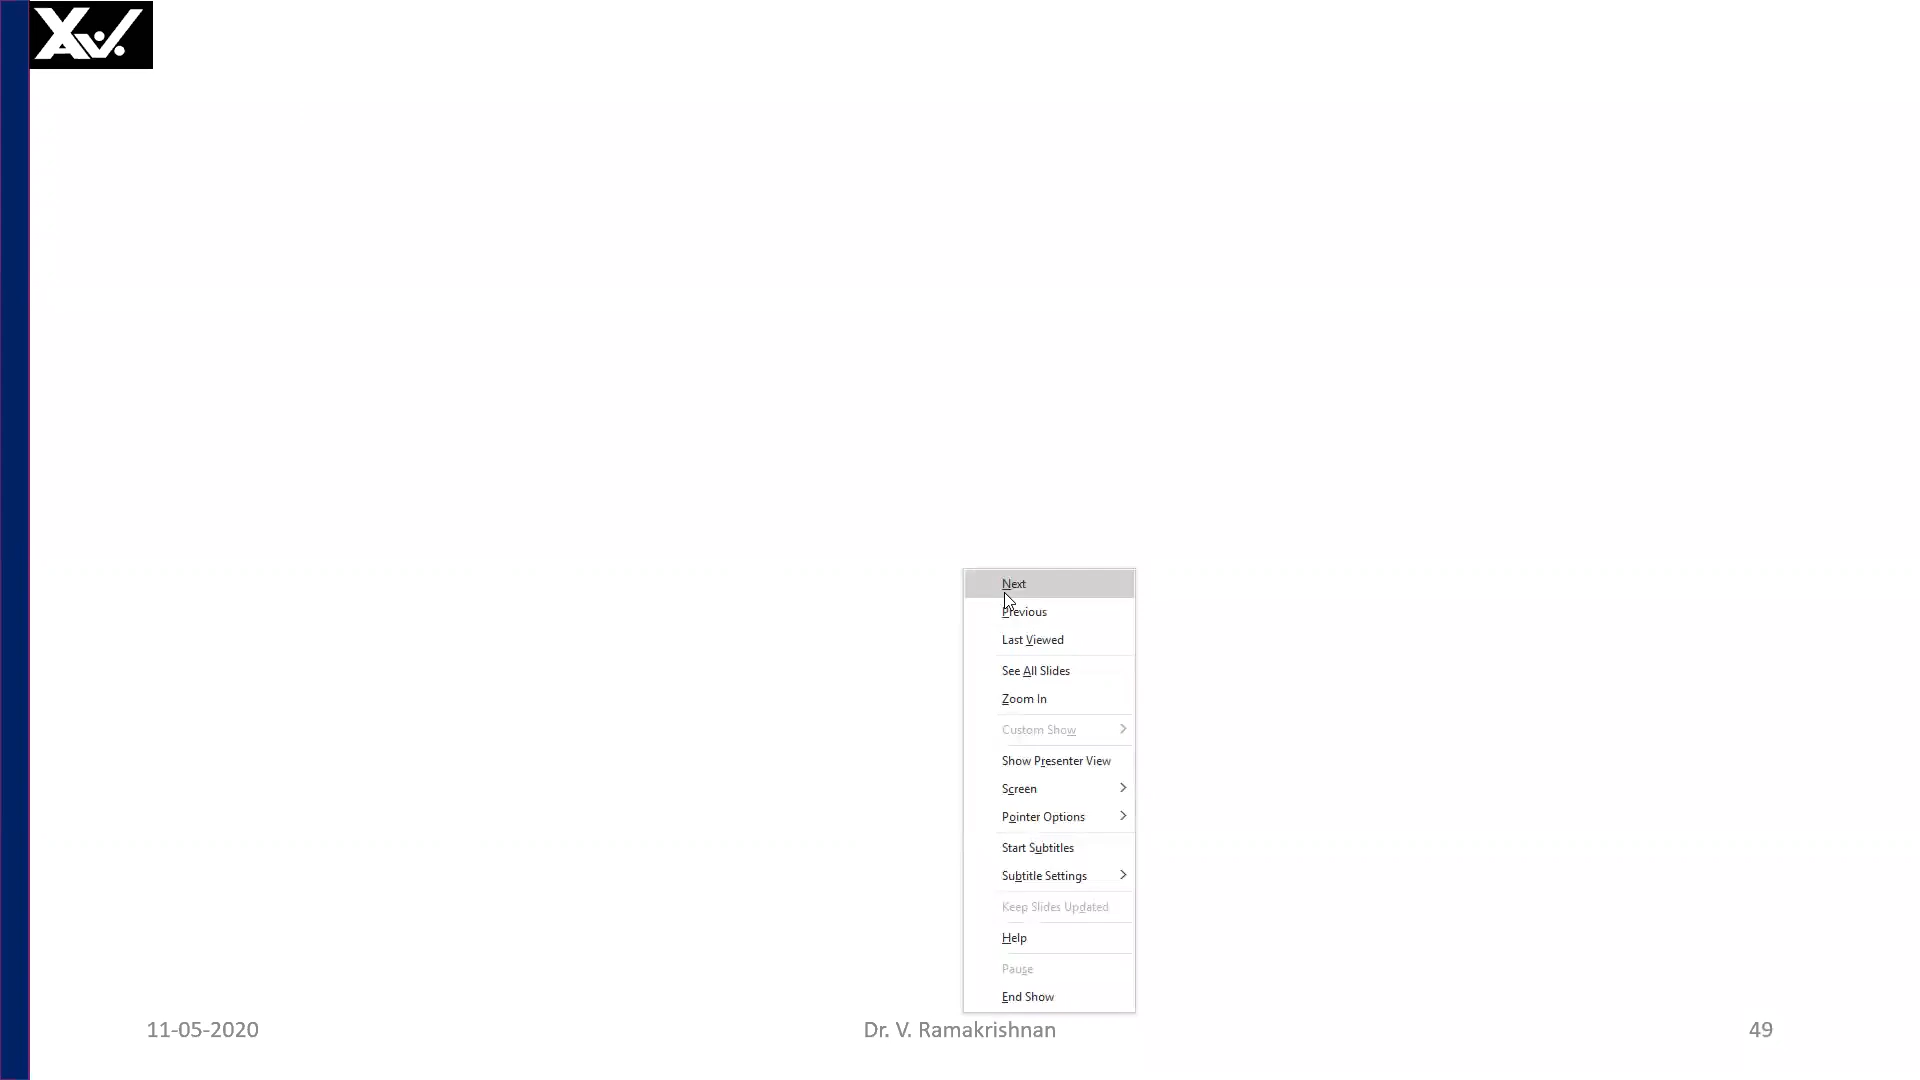 XIV.
Next
Previous
Last Viewed
See All Slides
Zoom In
Custom Show
Show Presenter View
Screen
Pointer Options
Start Subtitles
Subtitle Settings
Keep Slides Updated
Help
Pause
End Show
11-05-2020
Dr. V. Ramakrishnan
49